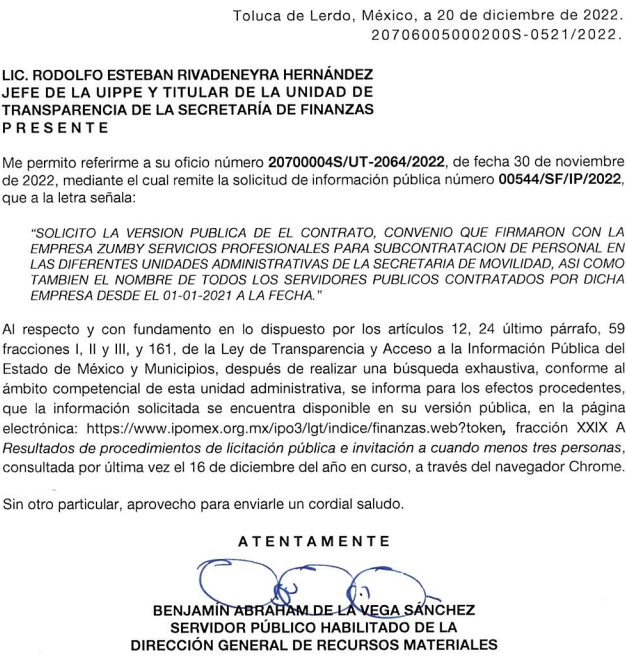 Toluca de Lerdo, México, a 20 de diciembre de 2022.
20706005000200S-0521/2022.
LIC. RODOLFO ESTEBAN RIVADENEYRA HERNÁNDEZ
JEFE DE LA UIPPE Y TITULAR DE LA UNIDAD DE
TRANSPARENCIA DE LA SECRETARÍA DE FINANZAS
P R E S E N T E
Me permito referirme a su oficio número 20700004S/UT-2064/2022, de fecha 30 de noviembre
de 2022, mediante el cual remite la solicitud de información pública número 00544/SF/IP/2022,
que a la letra señala:
“SOLICITO LA VERSION PUBLICA DE EL CONTRATO, CONVENIO QUE FIRMARON CON LA
EMPRESA ZUMBY SERVICIOS PROFESIONALES PARA SUBCONTRATACION DE PERSONAL EN
LAS DIFERENTES UNIDADES ADMINISTRATIVAS DE LA SECRETARIA DE MOVILIDAD, ASI COMO
TAMBIEN EL NOMBRE DE TODOS LOS SERVIDORES PUBLICOS CONTRATADOS POR DICHA
EMPRESA DESDE EL 01-01-2021 A LA FECHA.”
Al respecto y con fundamento en lo dispuesto por los artículos 12, 24 último párrafo, 59
fracciones I, II y III, y 161, de la Ley de Transparencia y Acceso a la Información Pública del
Estado de México y Municipios, después de realizar una búsqueda exhaustiva, conforme al
ámbito competencial de esta unidad administrativa, se informa para los efectos procedentes,
que la información solicitada se encuentra disponible en su versión pública, en la página
electrónica: https://www.ipomex.org.mx/ipo3/lgt/indice/finanzas.web?token, fracción XXIX A
Resultados de procedimientos de licitación pública e invitación a cuando menos tres personas,
consultada por última vez el 16 de diciembre del año en curso, a través del navegador Chrome.
Sin otro particular, aprovecho para enviarle un cordial saludo.
A T E N T A M E N T E
BENJAMÍN ABRAHAM DE LA VEGA SÁNCHEZ
SERVIDOR PÚBLICO HABILITADO DE LA
DIRECCIÓN GENERAL DE RECURSOS MATERIALES